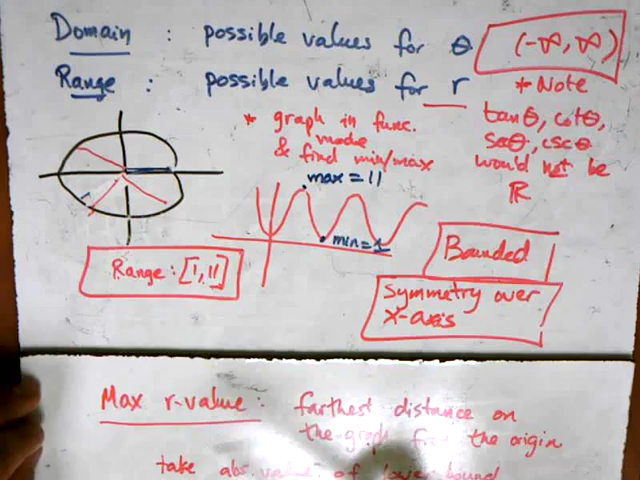 Domain : possible values for θ (-∞, ∞)
Range : possible values for r
* Note
tanθ, cotθ,
secθ, cscθ
would not be
ℝ
* graph in func.
mode
& find min/max
max = 11
min = 1
Range: [1, 11]
Bounded
Symmetry over
x-axis
Max r-value: farthest distance on
the graph from the origin
take abs. value of lower bound